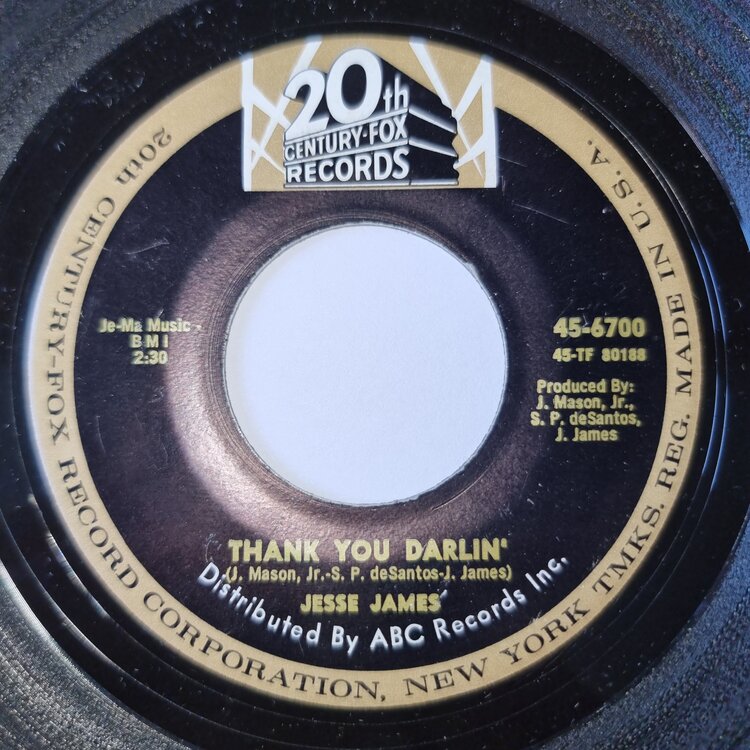 20th
CENTURY-FOX
RECORDS
20th CENTURY-FOX RECORD CORPORATION, NEW YORK TMKS. REG. MADE IN U.S.A.
Je-Ma Music -
BMI
2:30
45-6700
45-TF 80188
Produced By:
J. Mason, Jr.,
S. P. deSantos,
J. James
THANK YOU DARLIN'
(J. Mason, Jr.-S. P. deSantos-J. James)
JESSE JAMES
Distributed By ABC Records Inc.